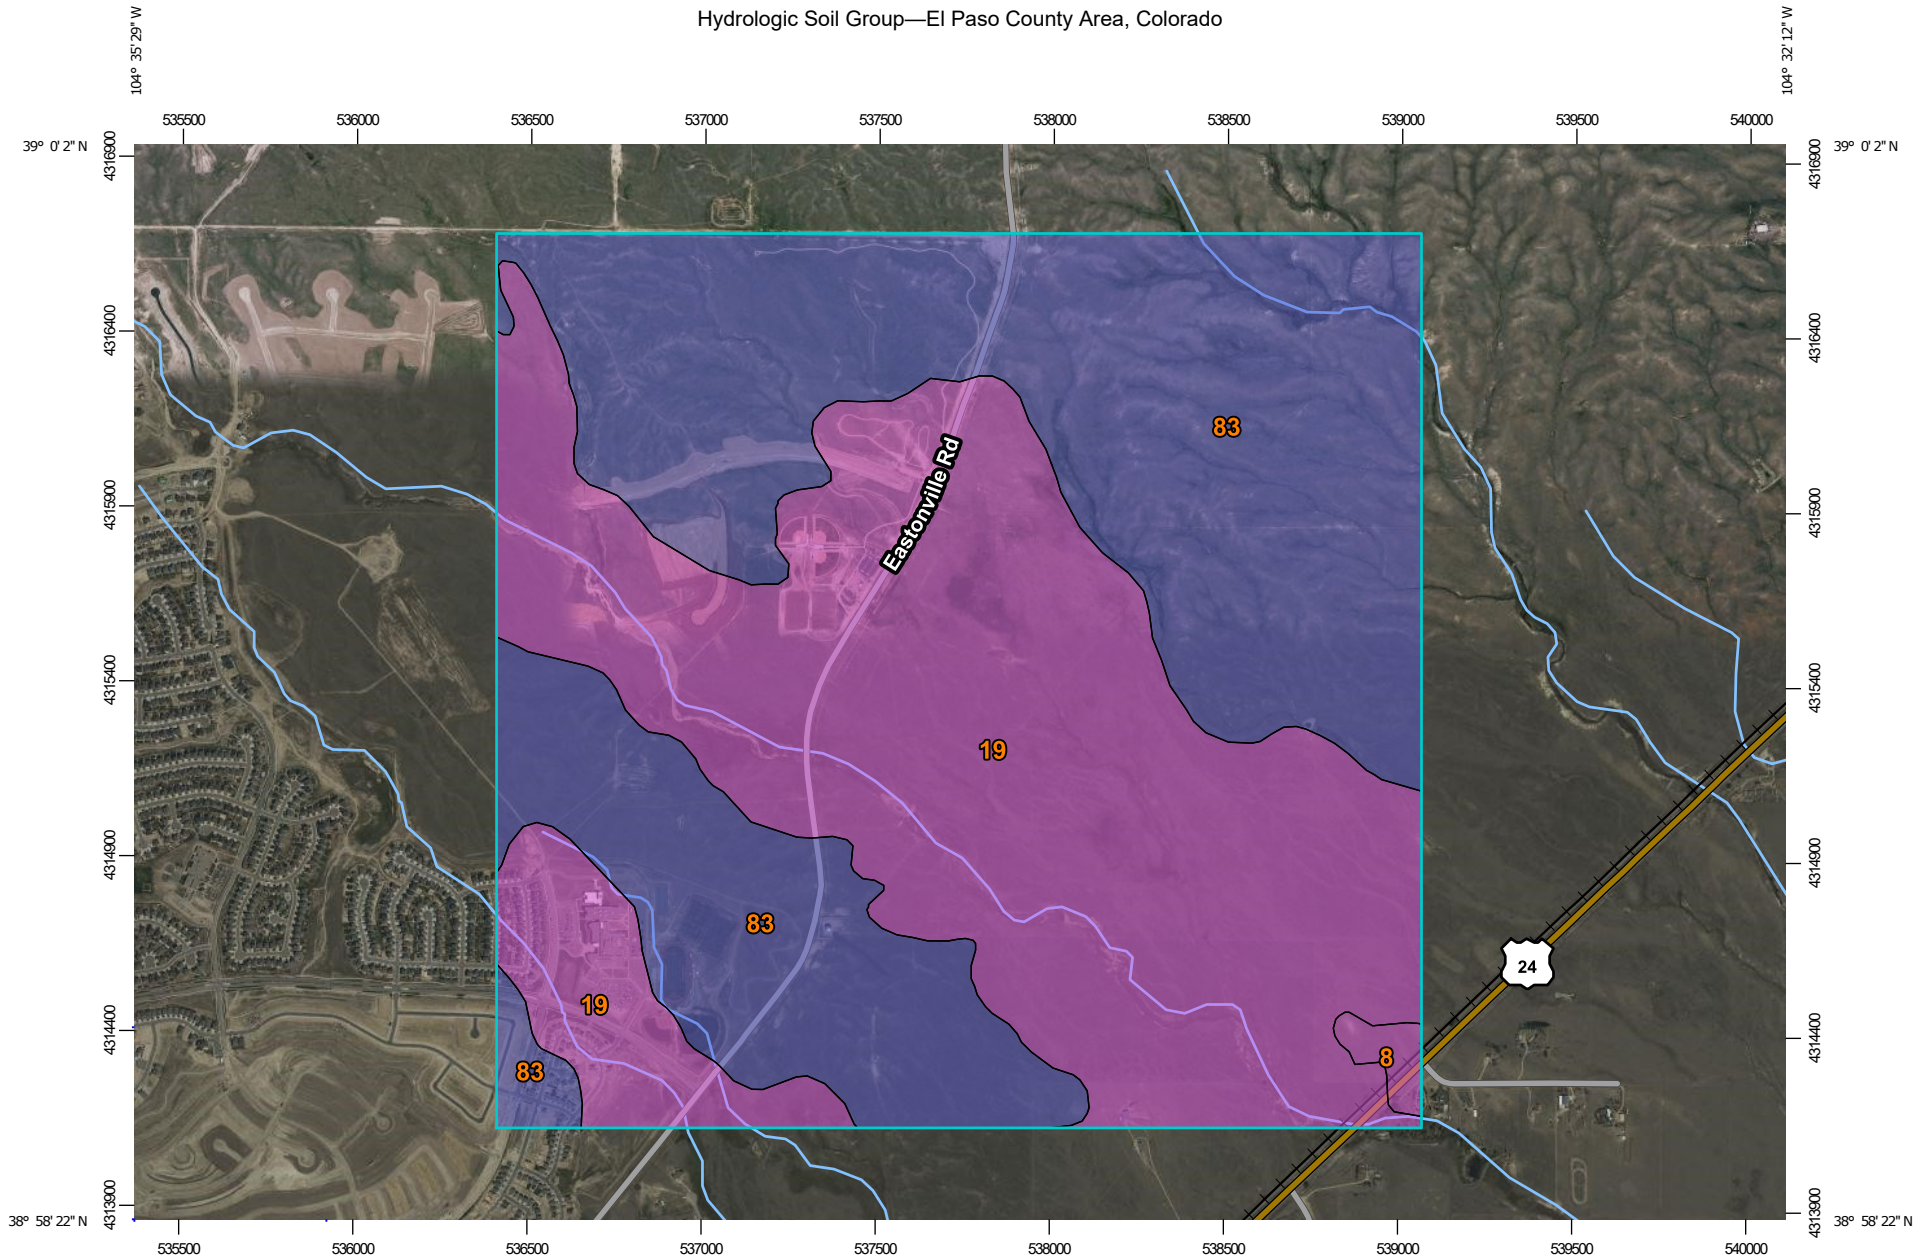 Hydrologic Soil Group—El Paso County Area, Colorado
104° 35' 29'' W
104° 32' 12'' W
535500 536000 536500 537000 537500 538000 538500 539000 539500 540000
39° 0' 2'' N
39° 0' 2'' N
4316900
4316900
4316400
4316400
83
Eastonville Rd
4315900
4315900
4315400
4315400
19
4314900
4314900
83
24
19
4314400
4314400
8
83
4313900
4313900
38° 58' 22'' N
38° 58' 22'' N
535500 536000 536500 537000 537500 538000 538500 539000 539500 540000